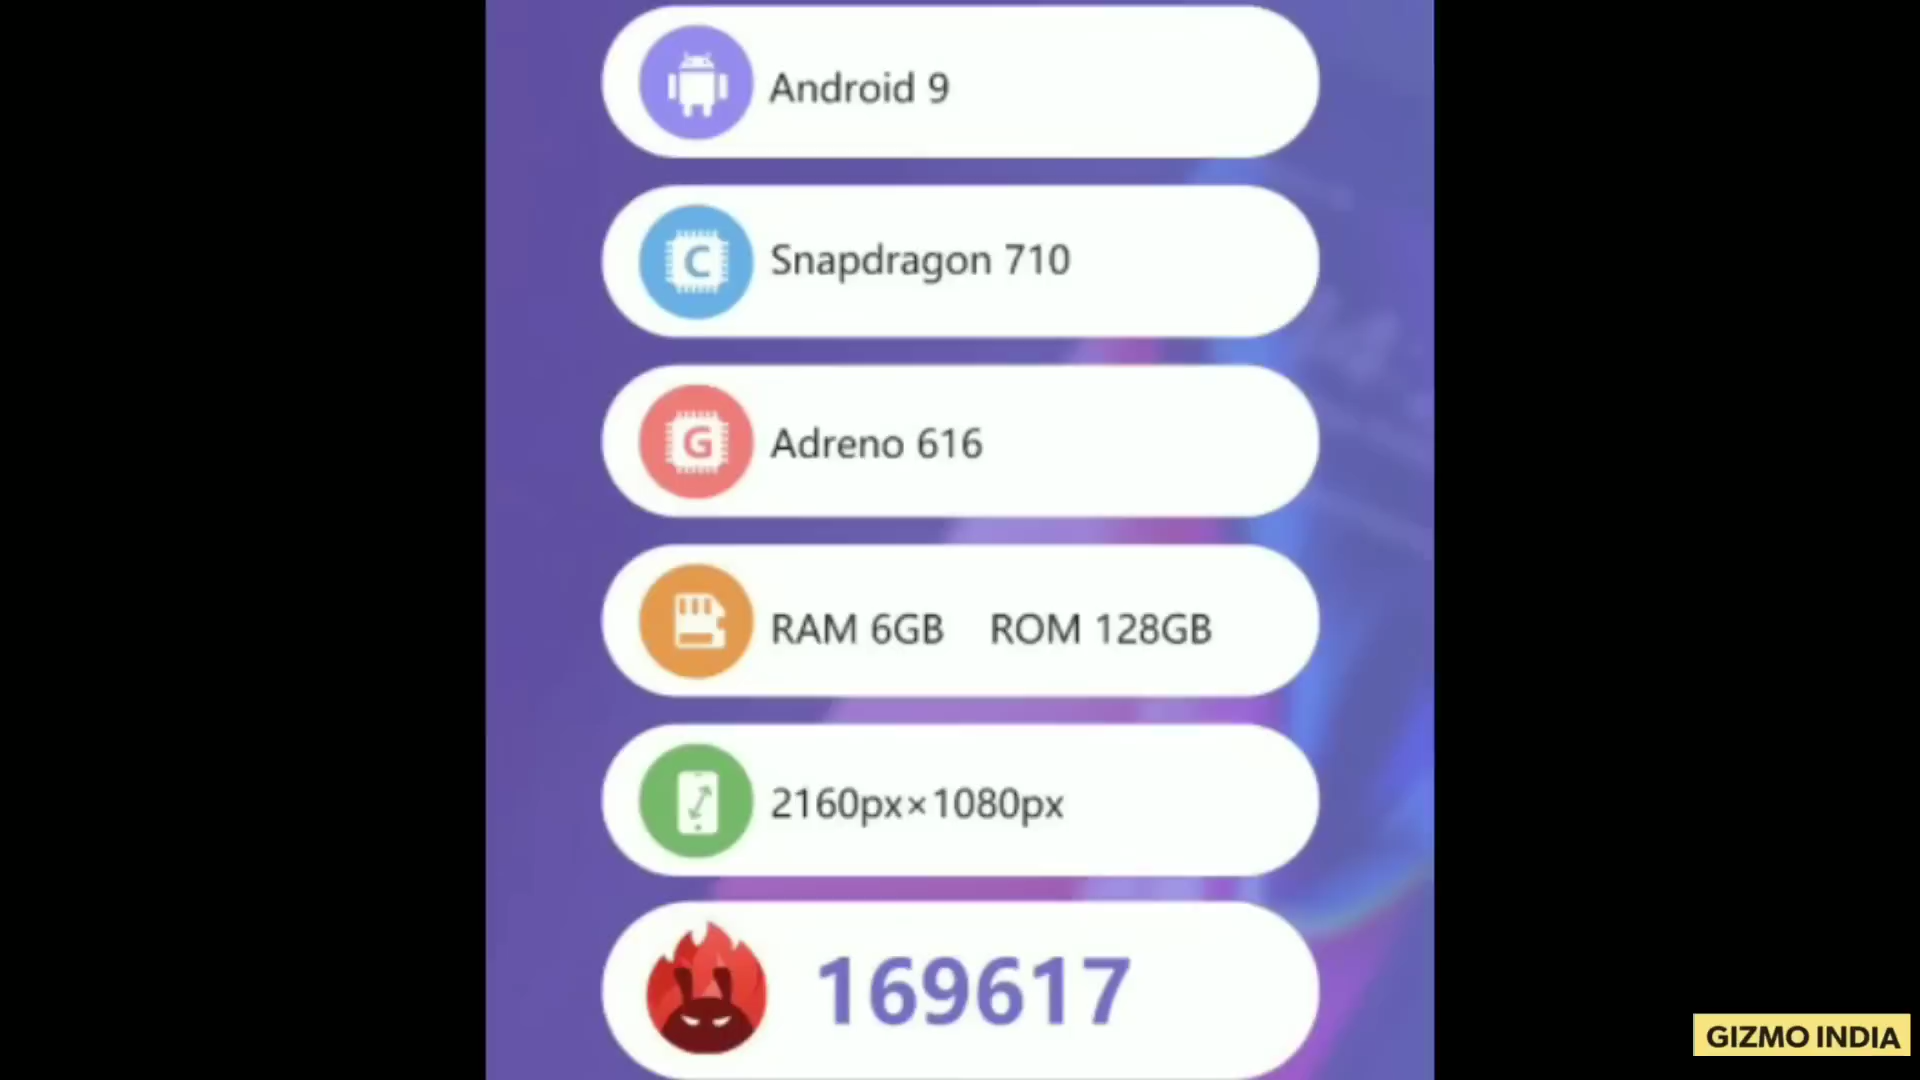 Android 9
C
Snapdragon 710
G
Adreno 616
RAM 6GB ROM 128GB
2160px×1080px
169617
GIZMO INDIA